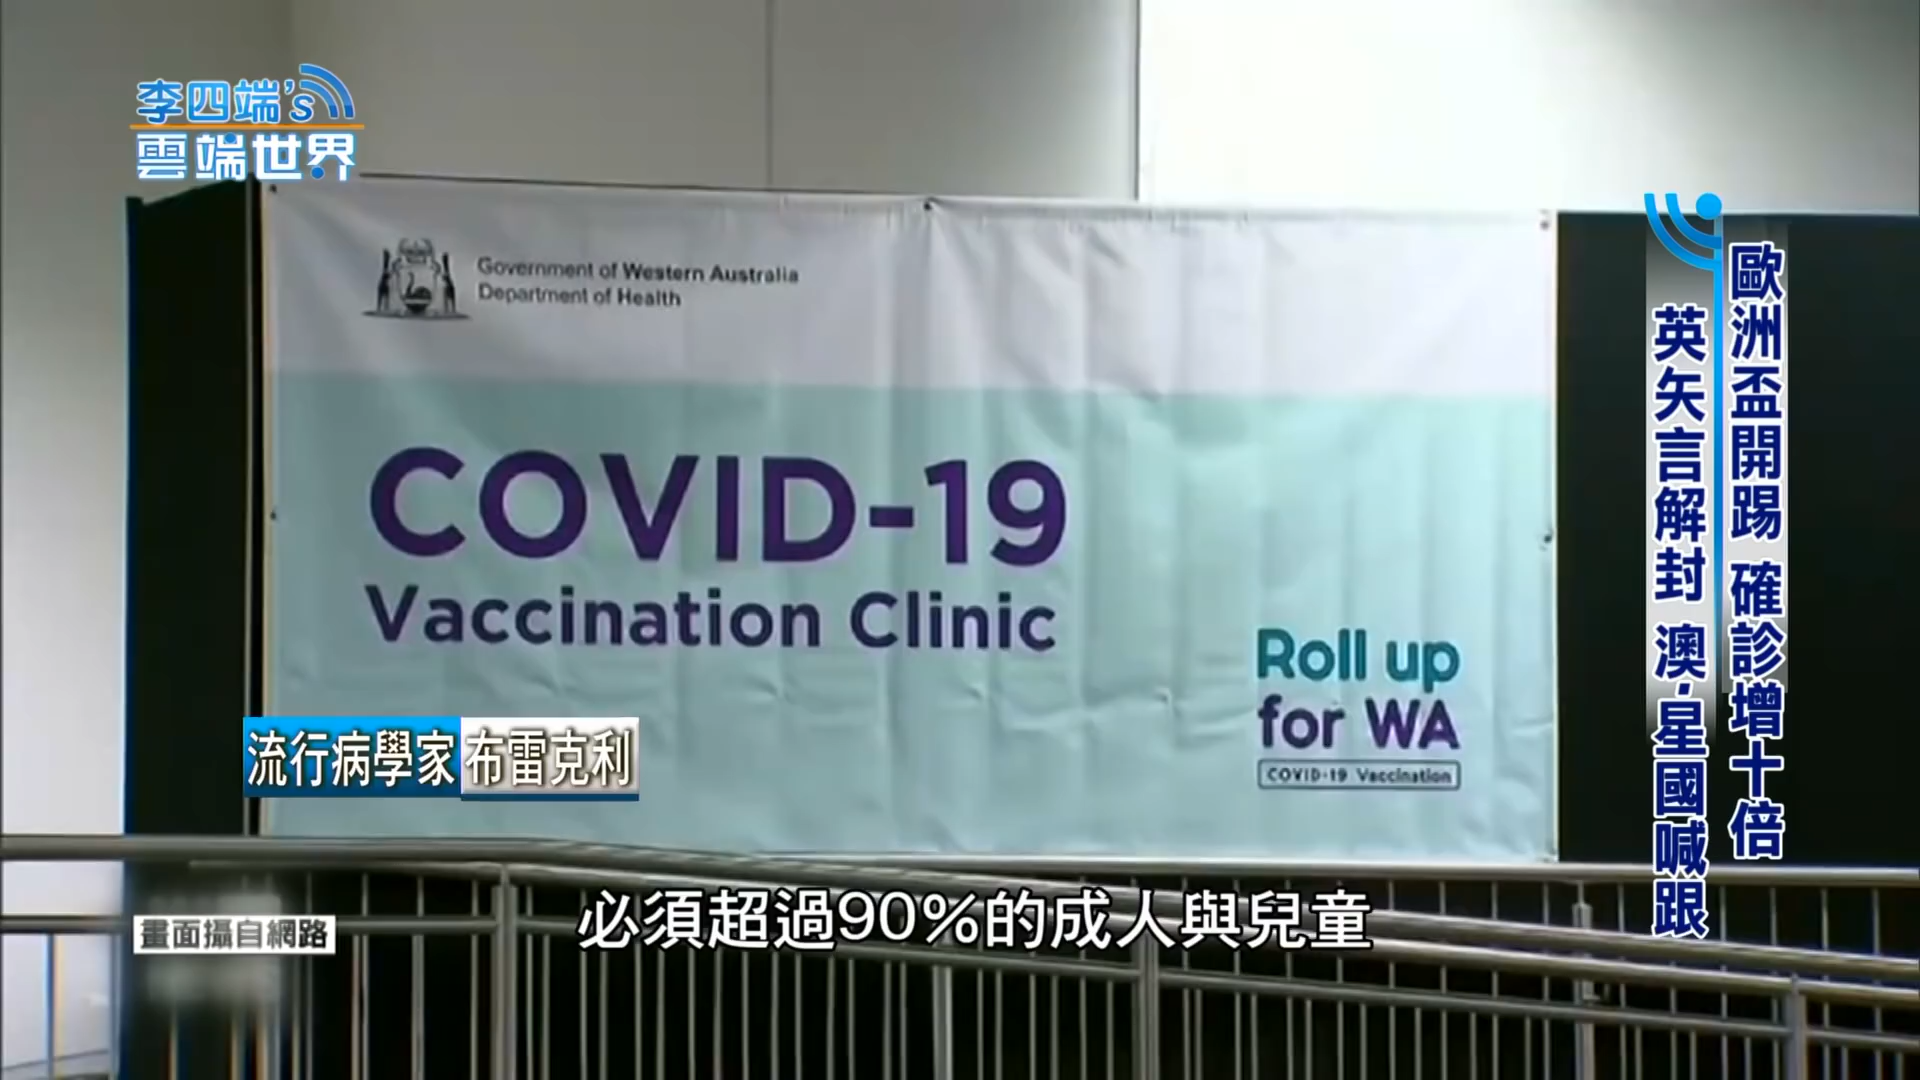 李四端's
雲端世界
Government of Western Australia
Department of Health
COVID-19
Vaccination Clinic
Roll up
for WA
COVID-19 Vaccination
歐洲盃開踢 確診增十倍
英矢言解封 澳·星國喊跟
流行病學家 布雷克利
畫面攝自網路
必須超過90%的成人與兒童